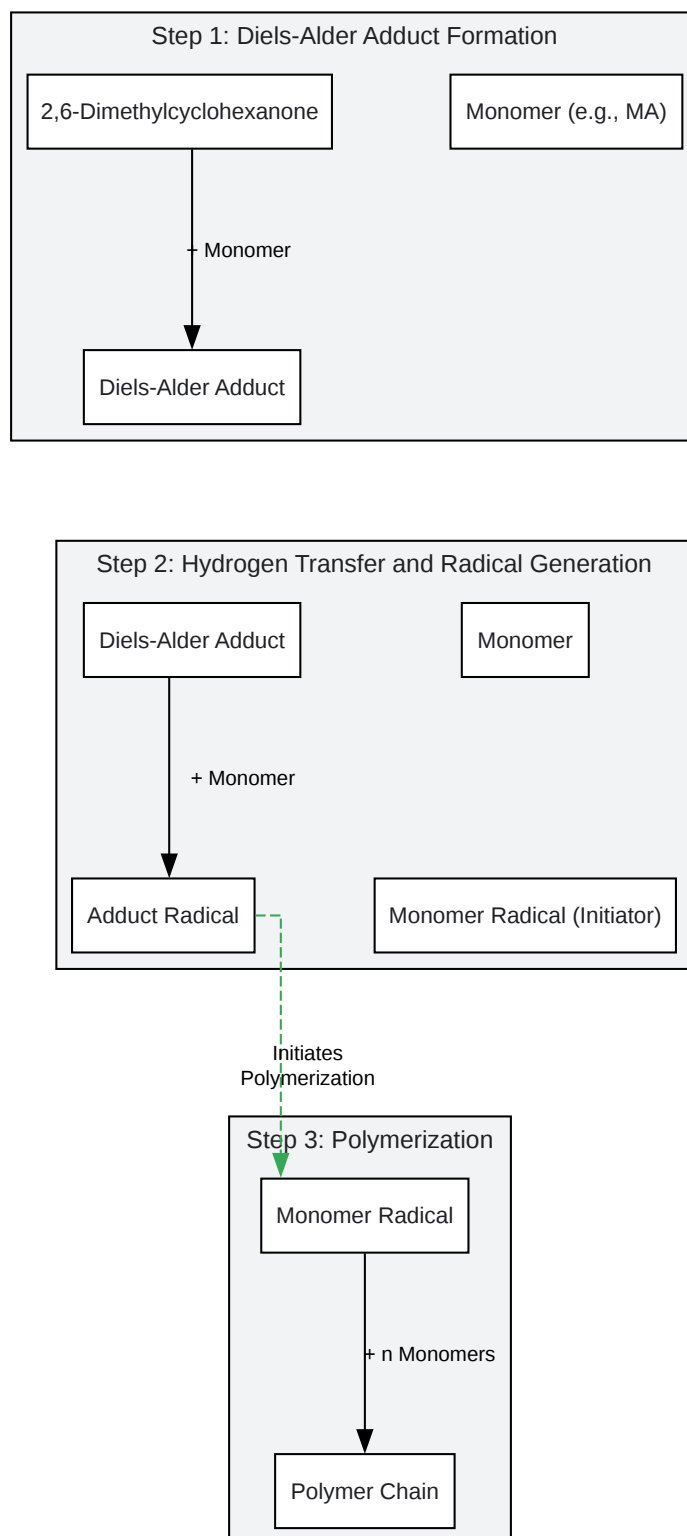 Step 1: Diels-Alder Adduct Formation
2,6-Dimethylcyclohexanone
Monomer (e.g., MA)
+ Monomer
Diels-Alder Adduct
Step 2: Hydrogen Transfer and Radical Generation
Diels-Alder Adduct
Monomer
+ Monomer
Adduct Radical
Monomer Radical (Initiator)
Initiates
Polymerization
Step 3: Polymerization
Monomer Radical
+ n Monomers
Polymer Chain